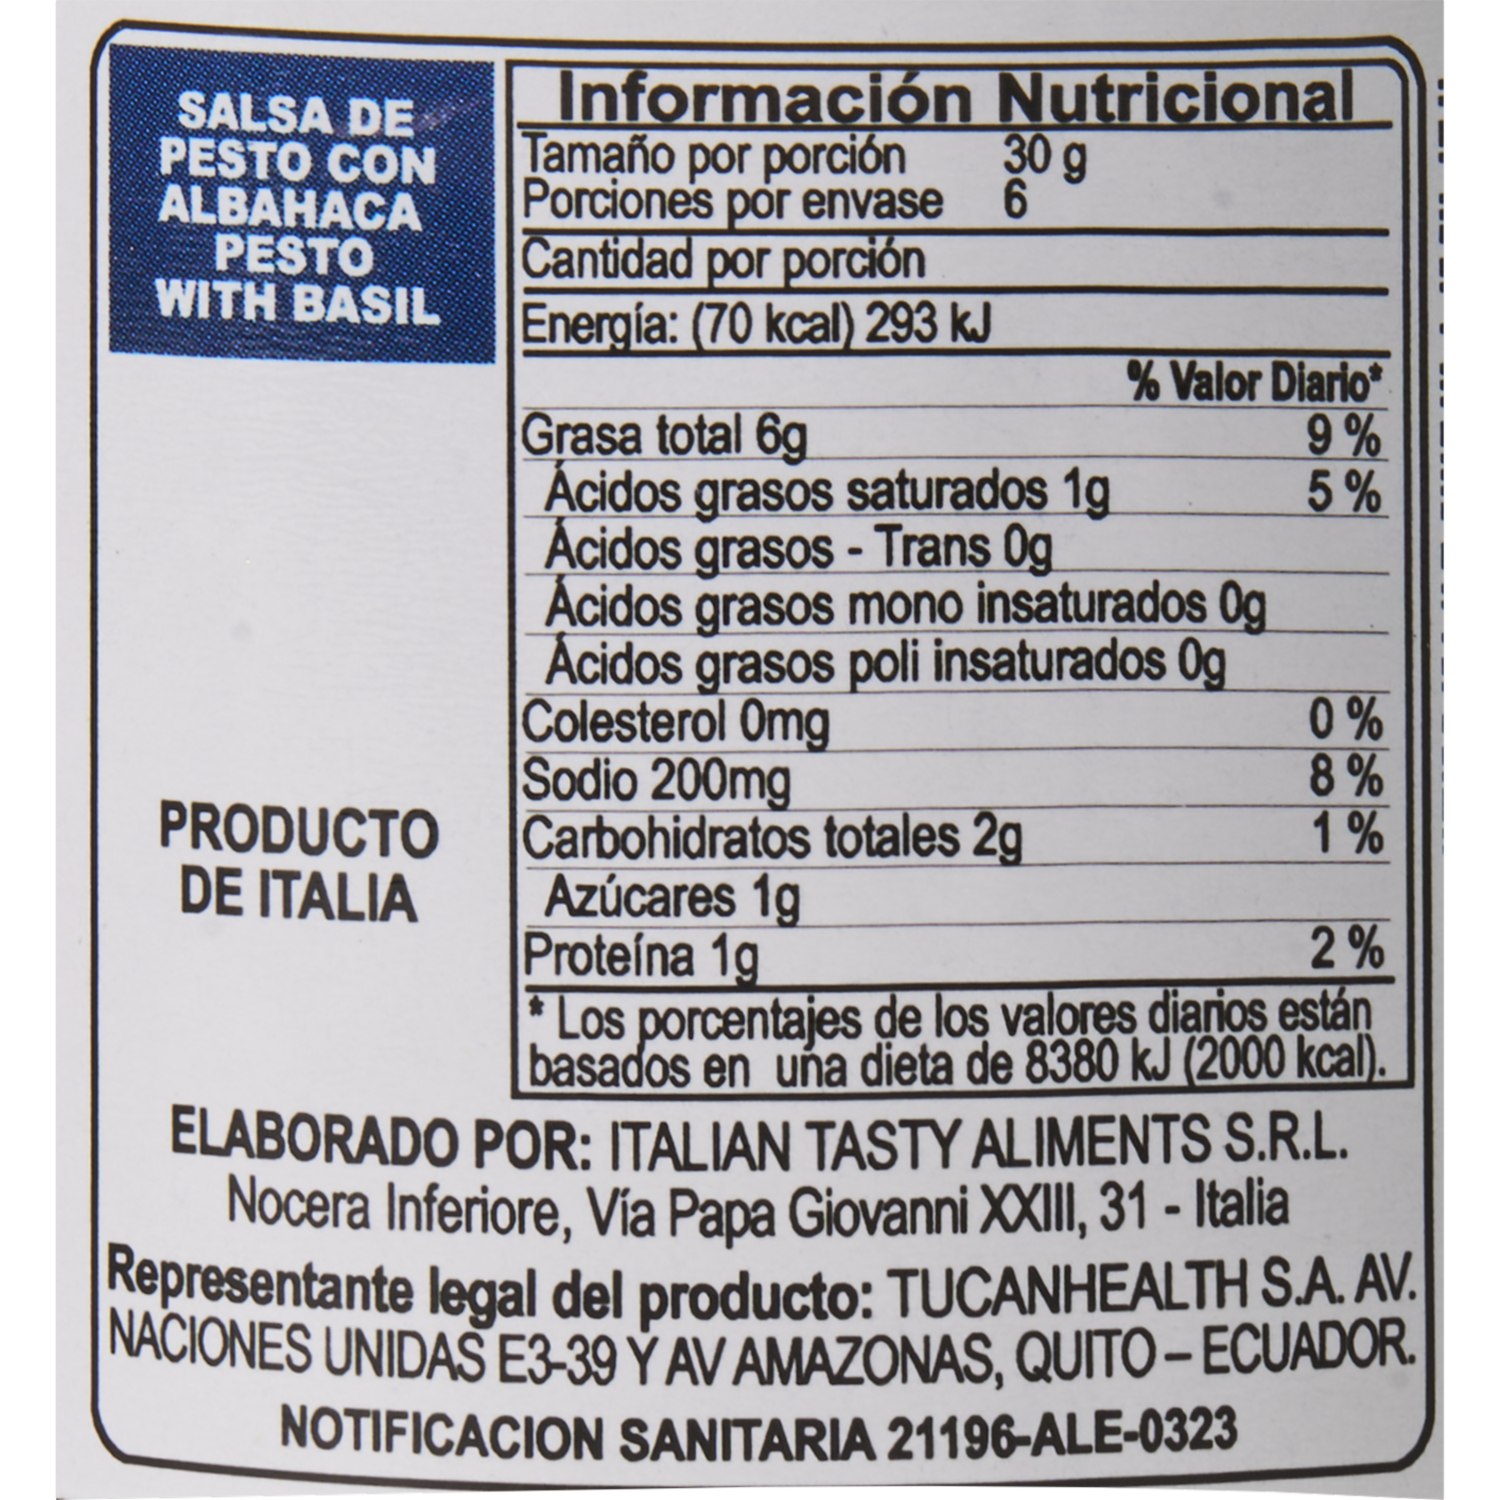 SALSA DE
PESTO CON
ALBAHACA
PESTO
WITH BASIL
Información Nutricional
Tamaño por porción 30 g
Porciones por envase 6
Cantidad por porción
Energía: (70 kcal) 293 kJ
% Valor Diario*
Grasa total 6g 9 %
Ácidos grasos saturados 1g 5 %
Ácidos grasos - Trans 0g
Ácidos grasos mono insaturados 0g
Ácidos grasos poli insaturados 0g
Colesterol 0mg 0 %
Sodio 200mg 8 %
Carbohidratos totales 2g 1 %
Azúcares 1g
Proteína 1g 2 %
* Los porcentajes de los valores diarios están
basados en una dieta de 8380 kJ (2000 kcal).
PRODUCTO
DE ITALIA
ELABORADO POR: ITALIAN TASTY ALIMENTS S.R.L.
Nocera Inferiore, Vía Papa Giovanni XXIII, 31 - Italia
Representante legal del producto: TUCANHEALTH S.A. AV.
NACIONES UNIDAS E3-39 Y AV AMAZONAS, QUITO – ECUADOR.
NOTIFICACION SANITARIA 21196-ALE-0323